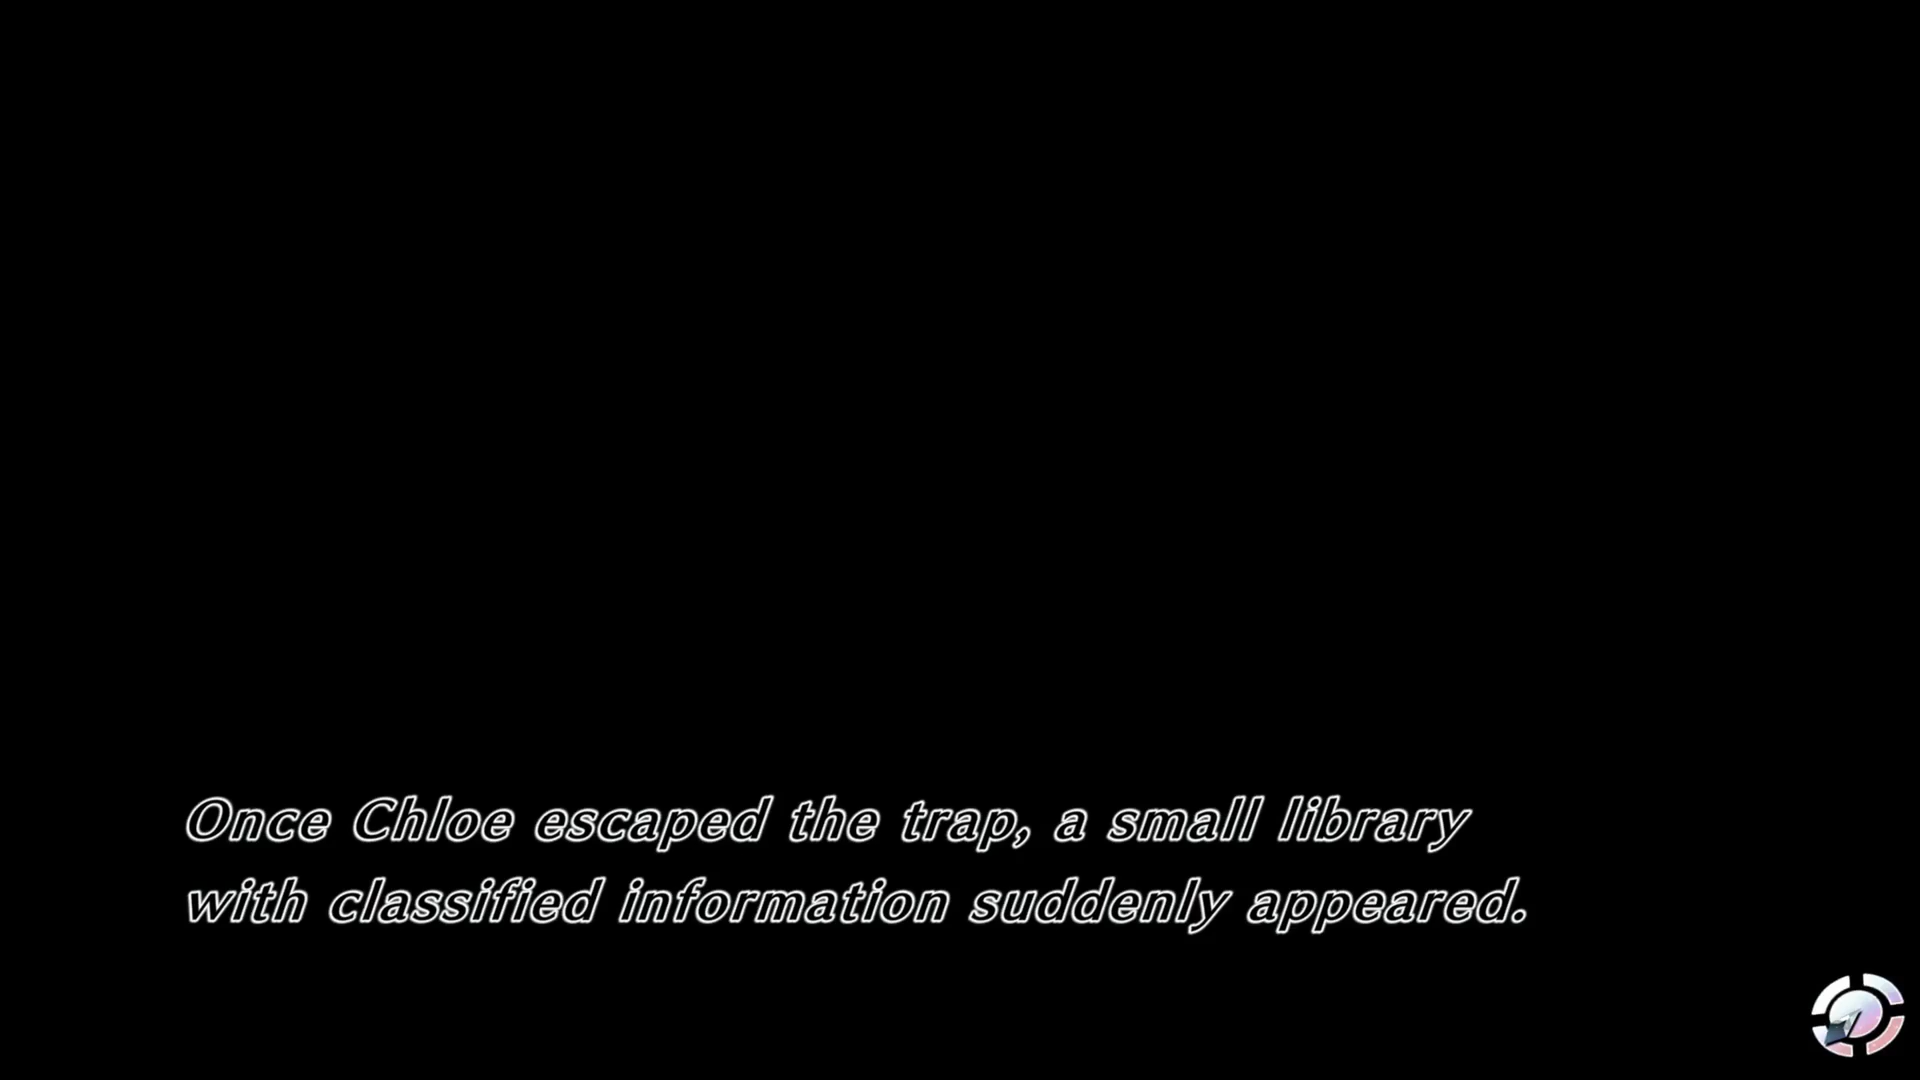 Once Chloe escaped the trap, a small library
with classified information suddenly appeared.